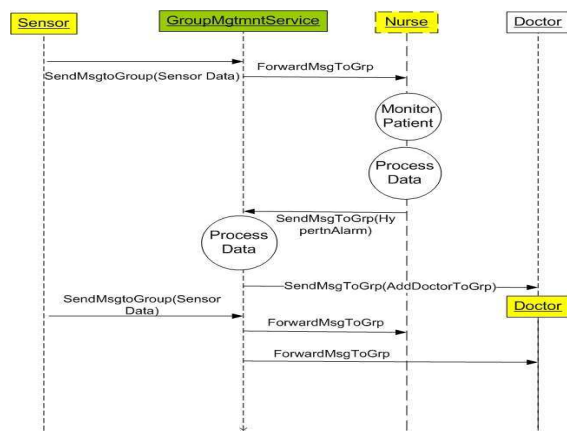 Sensor
GroupMgtmntService
Nurse
Doctor
ForwardMsgToGrp
SendMsgtoGroup(Sensor Data)
Monitor
Patient
Process
Data
SendMsgToGrp(Hy
pertnAlarm)
Process
Data
SendMsgToGrp(AddDoctorToGrp)
SendMsgtoGroup(Sensor
Data)
Doctor
ForwardMsgToGrp
ForwardMsgToGrp